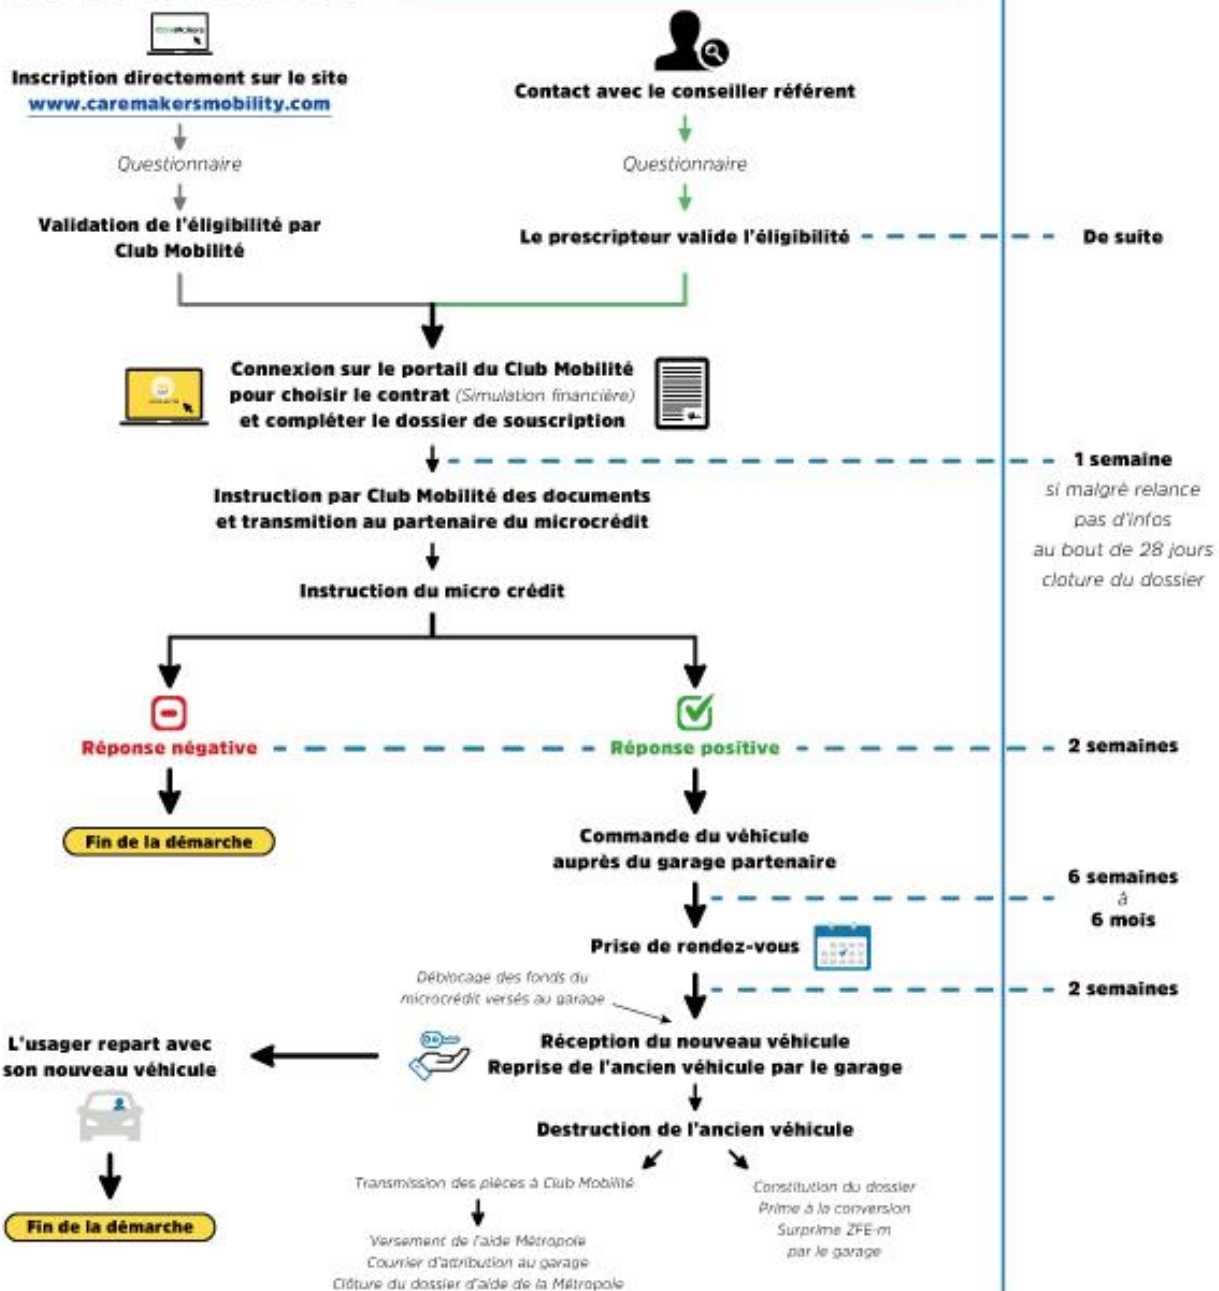 Inscription directement sur le site
www.caremakersmobility.com
Questionnaire
Validation de l'éligibilité par
Club Mobilité
Contact avec le conseiller référent
Questionnaire
Le prescripteur valide l'éligibilité
De suite
Connexion sur le portail du Club Mobilité
pour choisir le contrat (Simulation financière)
et compléter le dossier de souscription
1 semaine
si malgré relance
pas d'infos
au bout de 28 jours
cloture du dossier
Instruction par Club Mobilité des documents
et transmition au partenaire du microcrédit
Instruction du micro crédit
Réponse négative
Réponse positive
2 semaines
Fin de la démarche
Commande du véhicule
auprès du garage partenaire
6 semaines
à
6 mois
Prise de rendez-vous
2 semaines
Déblocage des fonds du
microcrédit versés au garage
Réception du nouveau véhicule
Reprise de l'ancien véhicule par le garage
L'usager repart avec
son nouveau véhicule
Fin de la démarche
Destruction de l'ancien véhicule
Transmission des pièces à Club Mobilité
Versement de l'aide Métropole
Courrier d'attribution au garage
Clôture du dossier d'aide de la Métropole
Constitution du dossier
Prime à la conversion
Surprime ZFE-m
par le garage